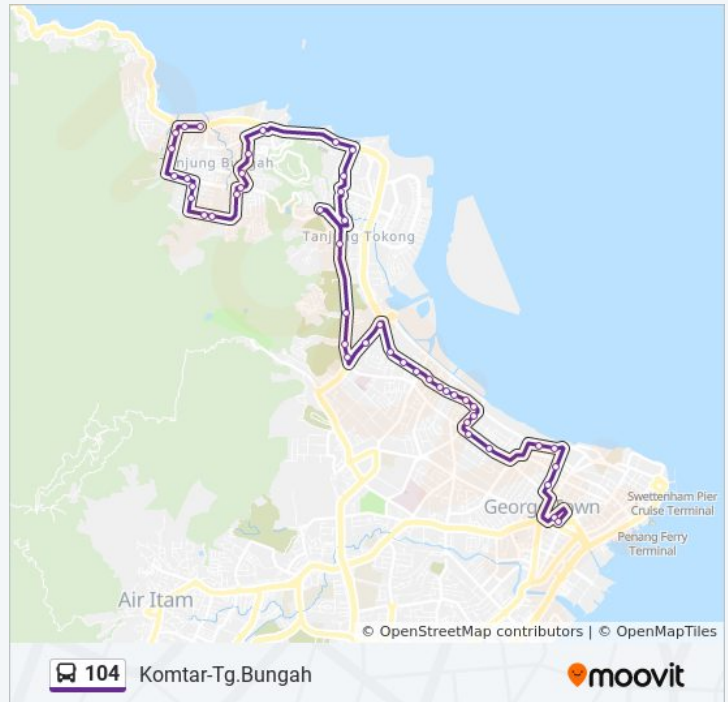 Tanjung Bungah
Tanjung Tokong
George Town
Swettenham Pier
Cruise Terminal
Penang Ferry
Terminal
Air Itam
© OpenStreetMap contributors | © OpenMapTiles
104 Komtar-Tg.Bungah
moovit